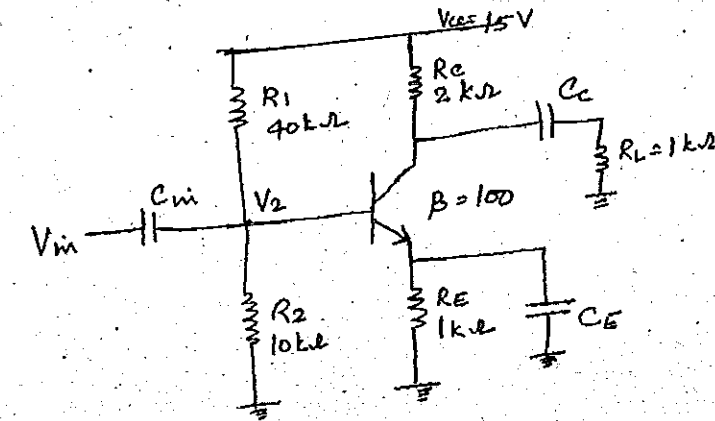 Vcc=15V
R1
40kΩ
Rc
2kΩ
Cc
RL=1kΩ
Cin
V2
β=100
Vin
R2
10kΩ
RE
1kΩ
CE